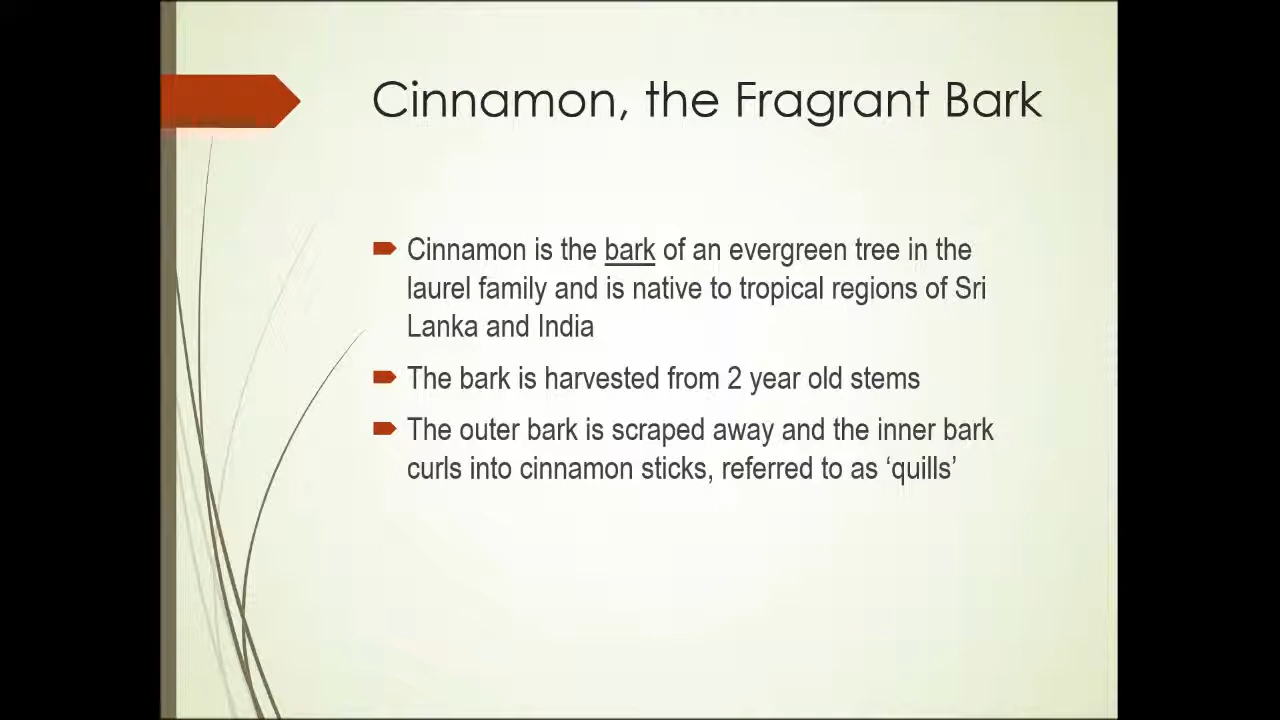 Cinnamon, the Fragrant Bark
Cinnamon is the bark of an evergreen tree in the
laurel family and is native to tropical regions of Sri
Lanka and India
The bark is harvested from 2 year old stems
The outer bark is scraped away and the inner bark
curls into cinnamon sticks, referred to as ‘quills’